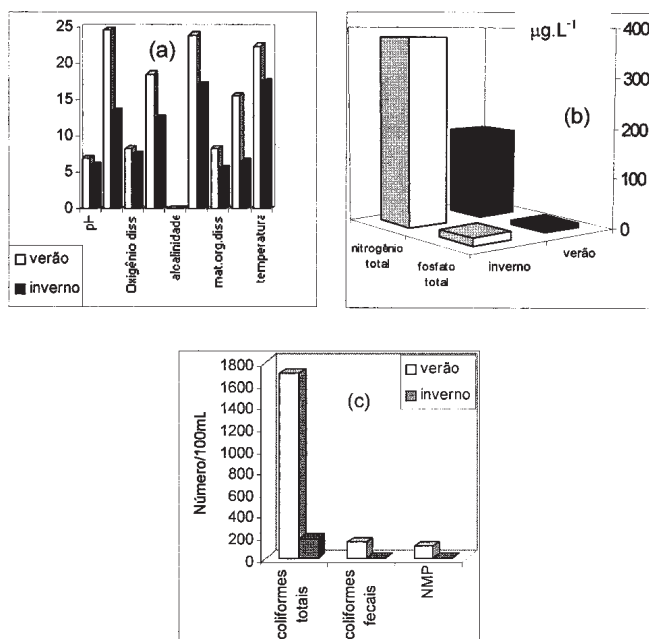 (a)
25
20
15
10
5
0
pH
Oxigênio diss
alcalinidade
mat.org.diss
temperatura
verão
inverno
µg.L⁻¹
(b)
400
300
200
100
0
nitrogênio
total
fosfato
total
inverno
verão
(c)
1800
1600
1400
1200
1000
800
600
400
200
0
Número/100mL
coliformes
totais
coliformes
fecais
NMP
verão
inverno